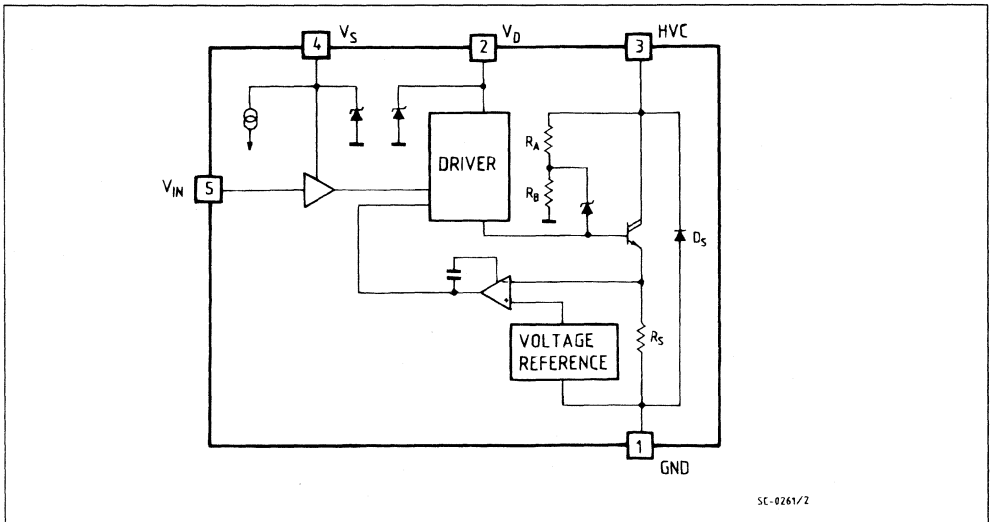 4 VS
2 VD
3 HVC
RA
DRIVER
RB
VIN 5
DS
VOLTAGE
REFERENCE
RS
1
GND
SC-0261/2